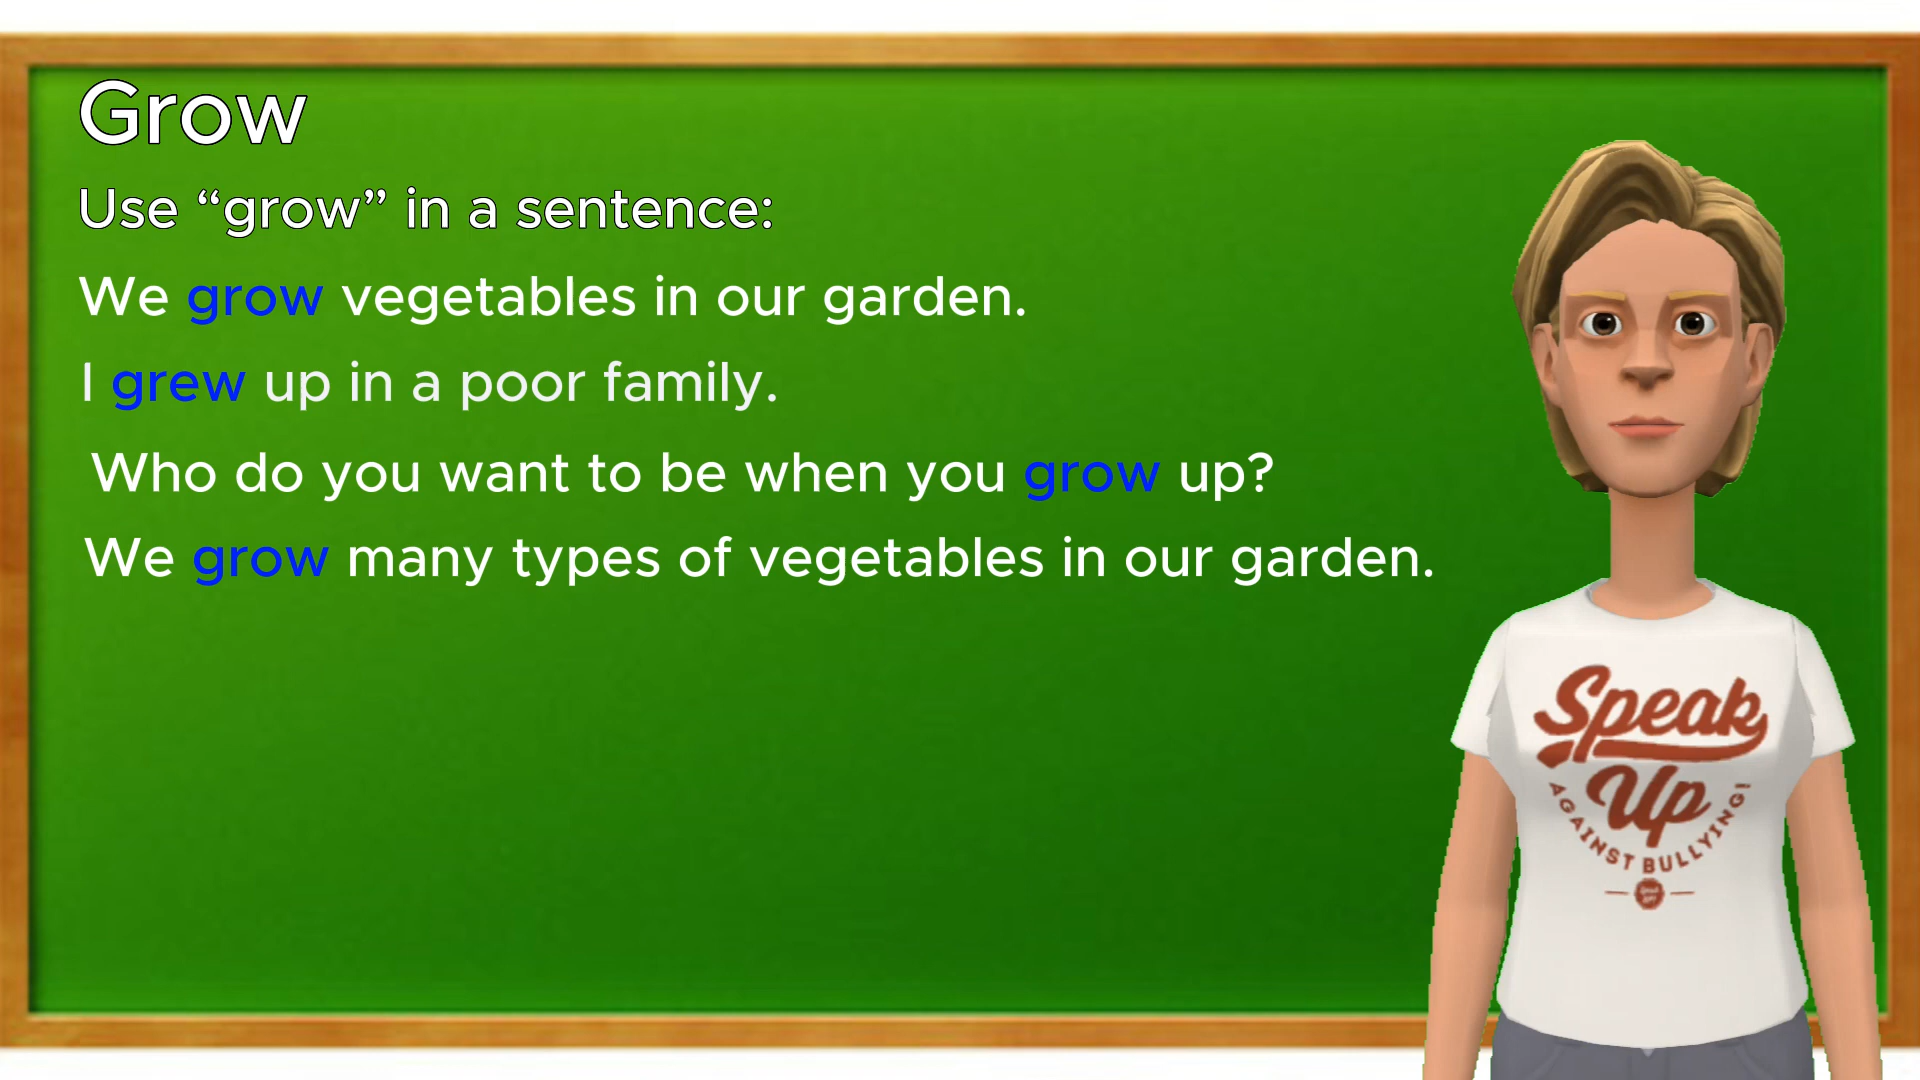 Grow
Use “grow” in a sentence:
We grow vegetables in our garden.
I grew up in a poor family.
Who do you want to be when you grow up?
We grow many types of vegetables in our garden.
Speak
Up
AGAINST BULLYING!